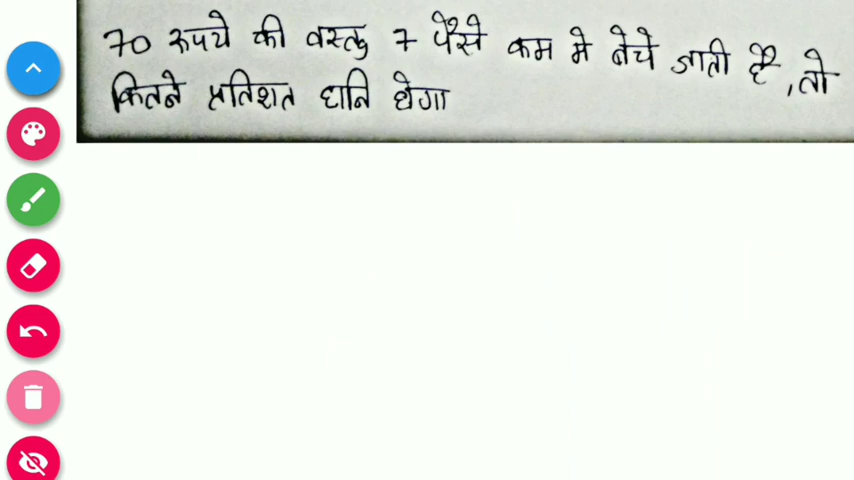 70 रुपये की वस्तु 7 पैसे कम मे बेचे जाती है, तो
कितने प्रतिशत हानि होगा